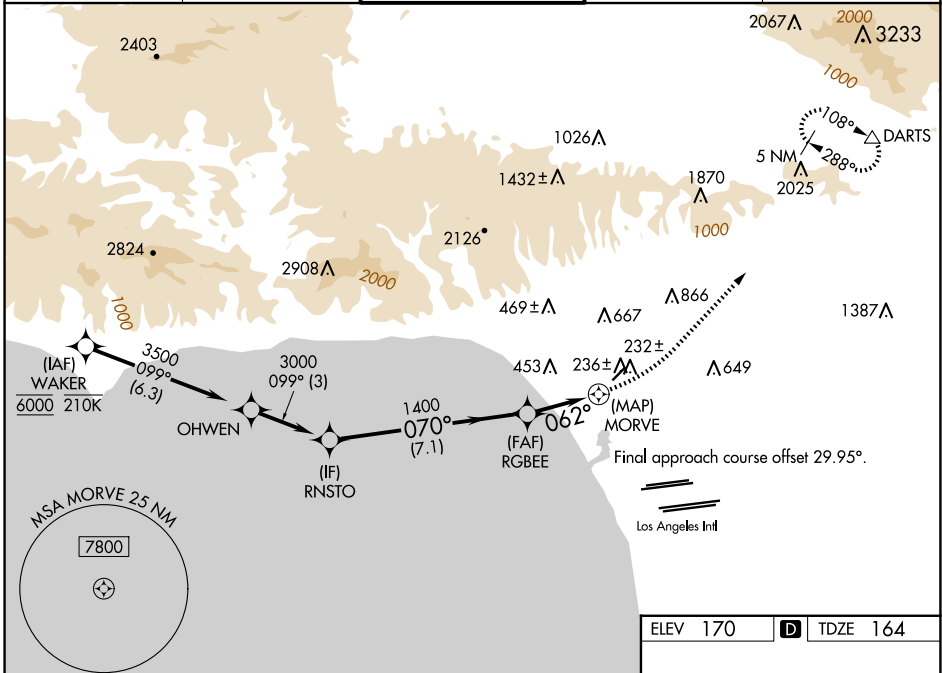 2403
2067
2000
3233
1000
108°
DARTS
288°
5 NM
2025
1026
1432±
1870
1000
2126
2824
2908
2000
1000
469±
667
866
1387
232±
453
236±
649
(IAF)
WAKER
6000 210K
3500
099°
(6.3)
3000
099° (3)
OHWEN
1400
070°
(7.1)
(IF)
RNSTO
(FAF)
RGBEE
062°
(MAP)
MORVE
Final approach course offset 29.95°.
Los Angeles Intl
MSA MORVE 25 NM
7800
ELEV 170 D TDZE 164